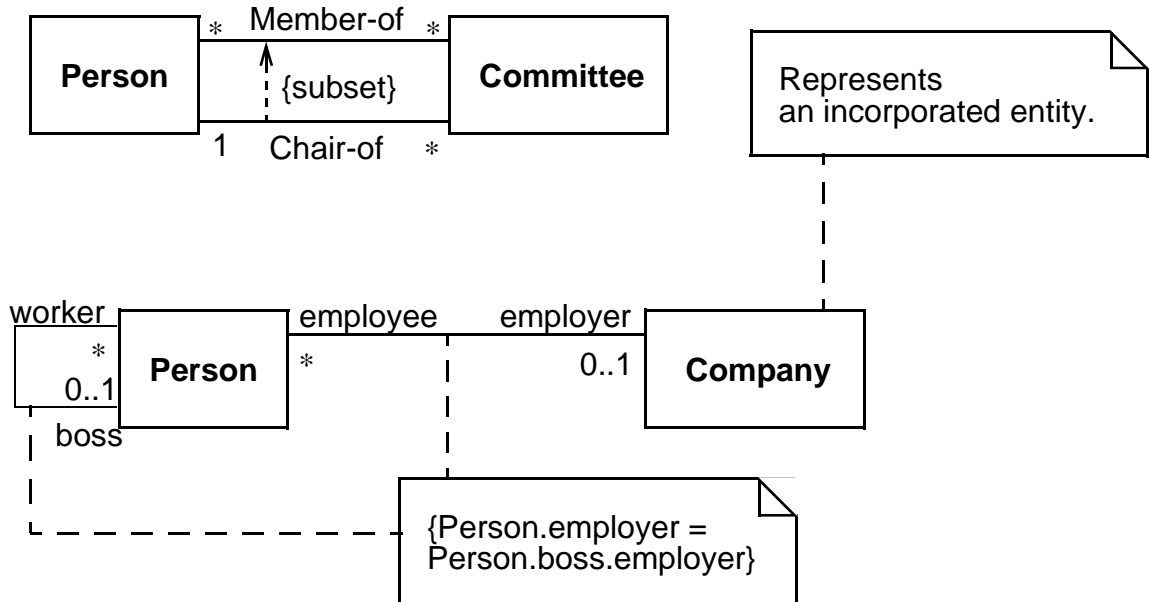 * Member-of *
Person
{subset}
Committee
1 Chair-of *
Represents
an incorporated entity.
worker
*
0..1
boss
Person
employee
*
employer
0..1
Company
{Person.employer =
Person.boss.employer}